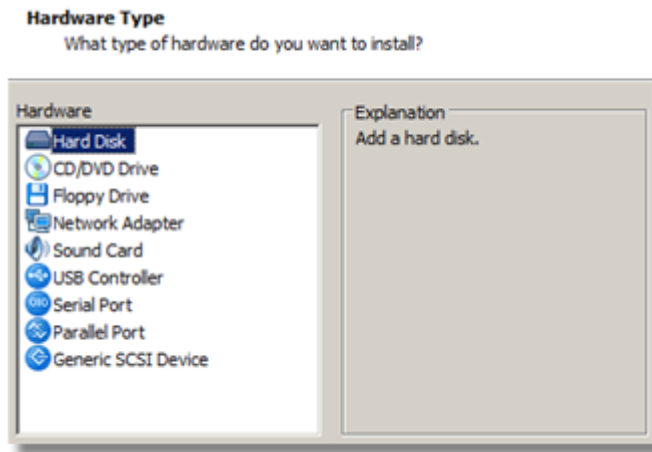 Hardware Type
What type of hardware do you want to install?
Hardware
Hard Disk
CD/DVD Drive
Floppy Drive
Network Adapter
Sound Card
USB Controller
Serial Port
Parallel Port
Generic SCSI Device
Explanation
Add a hard disk.